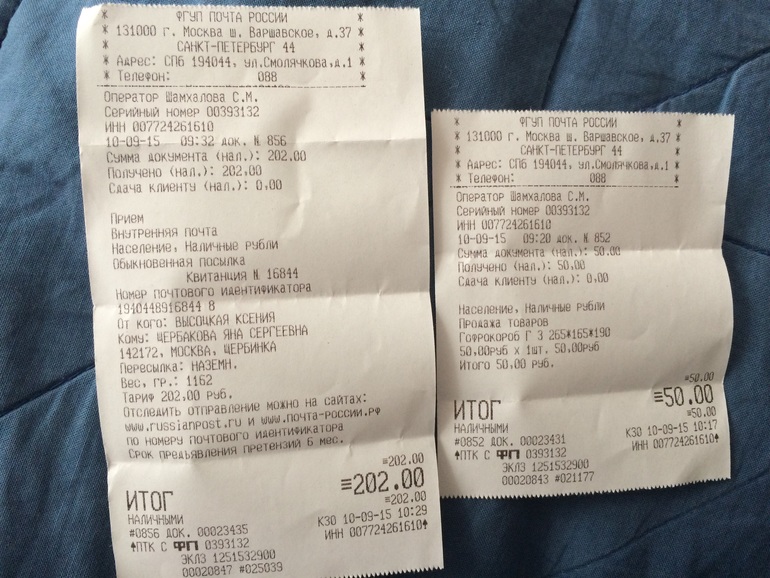 * ФГУП ПОЧТА РОССИИ *
* 131000 г. Москва ш. Варшавское, д.37 *
* САНКТ-ПЕТЕРБУРГ 44 *
* Адрес: СПб 194044, ул.Смолячкова,д.1 *
* Телефон: 088 *
Оператор Шамхалова С.М.
Серийный номер 00393132
ИНН 007724261610
10-09-15 09:32 док. N 856
Сумма документа (нал.): 202.00
Получено (нал.): 202,00
Сдача клиенту (нал.): 0,00
Прием
Внутренняя почта
Население, Наличные рубли
Обыкновенная посылка
Квитанция N 16844
Номер почтового идентификатора
1940448916844 8
От кого: ВЫСОЦКАЯ КСЕНИЯ
Кому: ЩЕРБАКОВА ЯНА СЕРГЕЕВНА
142172, МОСКВА, ЩЕРБИНКА
Пересылка: НАЗЕМН.
Вес, гр.: 1162
Тариф 202,00 Руб.
Отследить отправление можно на сайтах:
www.russianpost.ru и www.почта-россии.рф
по номеру почтового идентификатора
Срок предъявления претензий 6 мес.
≡202.00
ИТОГ ≡202.00
≡202.00
НАЛИЧНЫМИ К30 10-09-15 10:29
#0856 ДОК. 00023435 ИНН 007724261610
ПТК С ФП 0393132
ЭКЛЗ 1251532900
00020847 #025039
* ФГУП ПОЧТА РОССИИ *
* 131000 г. Москва ш. Варшавское, д.37 *
* САНКТ-ПЕТЕРБУРГ 44 *
* Адрес: СПб 194044, ул.Смолячкова,д.1 *
* Телефон: 088 *
Оператор Шамхалова С.М.
Серийный номер 00393132
ИНН 007724261610
10-09-15 09:20 док. N 852
Сумма документа (нал.): 50.00
Получено (нал.): 50,00
Сдача клиенту (нал.): 0,00
Население, Наличные рубли
Продажа товаров
Гофрокороб Г 3 265*165*190
50,00руб х 1шт. 50,00руб
Итого 50,00 руб.
≡50.00
ИТОГ ≡50.00
≡50.00
НАЛИЧНЫМИ К30 10-09-15 10:17
#0852 ДОК. 00023431 ИНН 007724261610
ПТК С ФП 0393132
ЭКЛЗ 1251532900
00020843 #021177